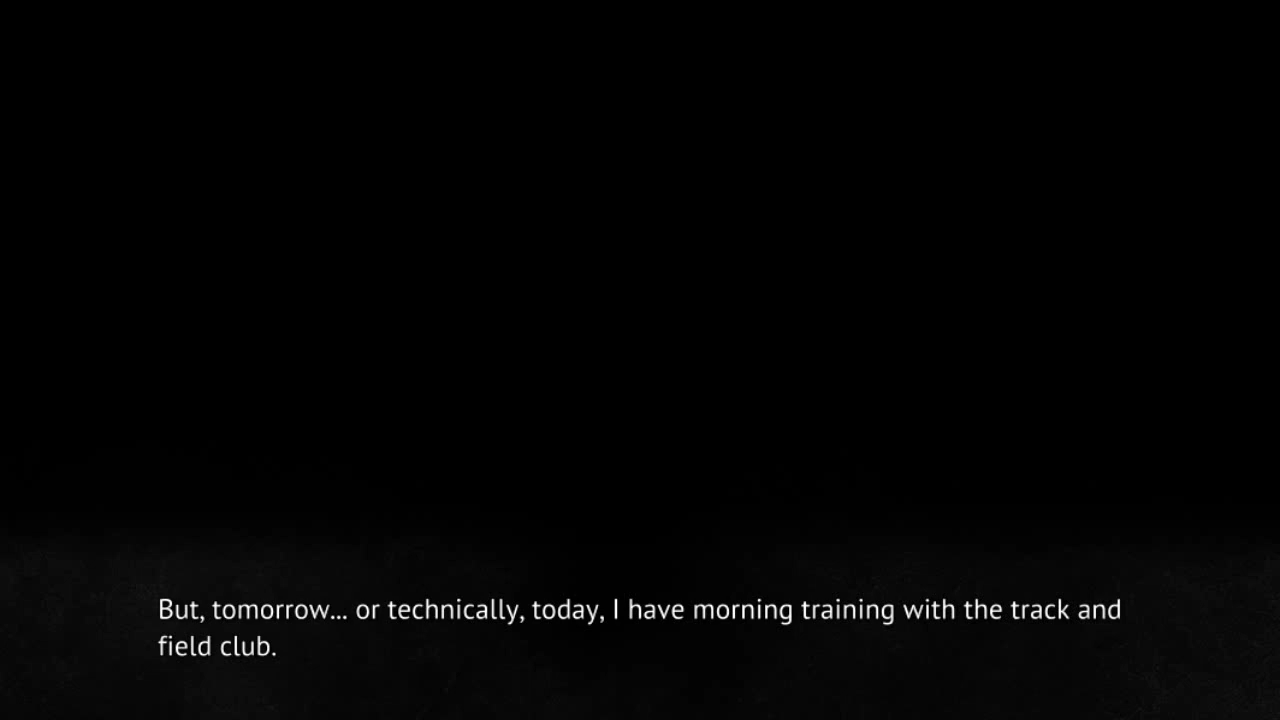 But, tomorrow... or technically, today, I have morning training with the track and
field club.